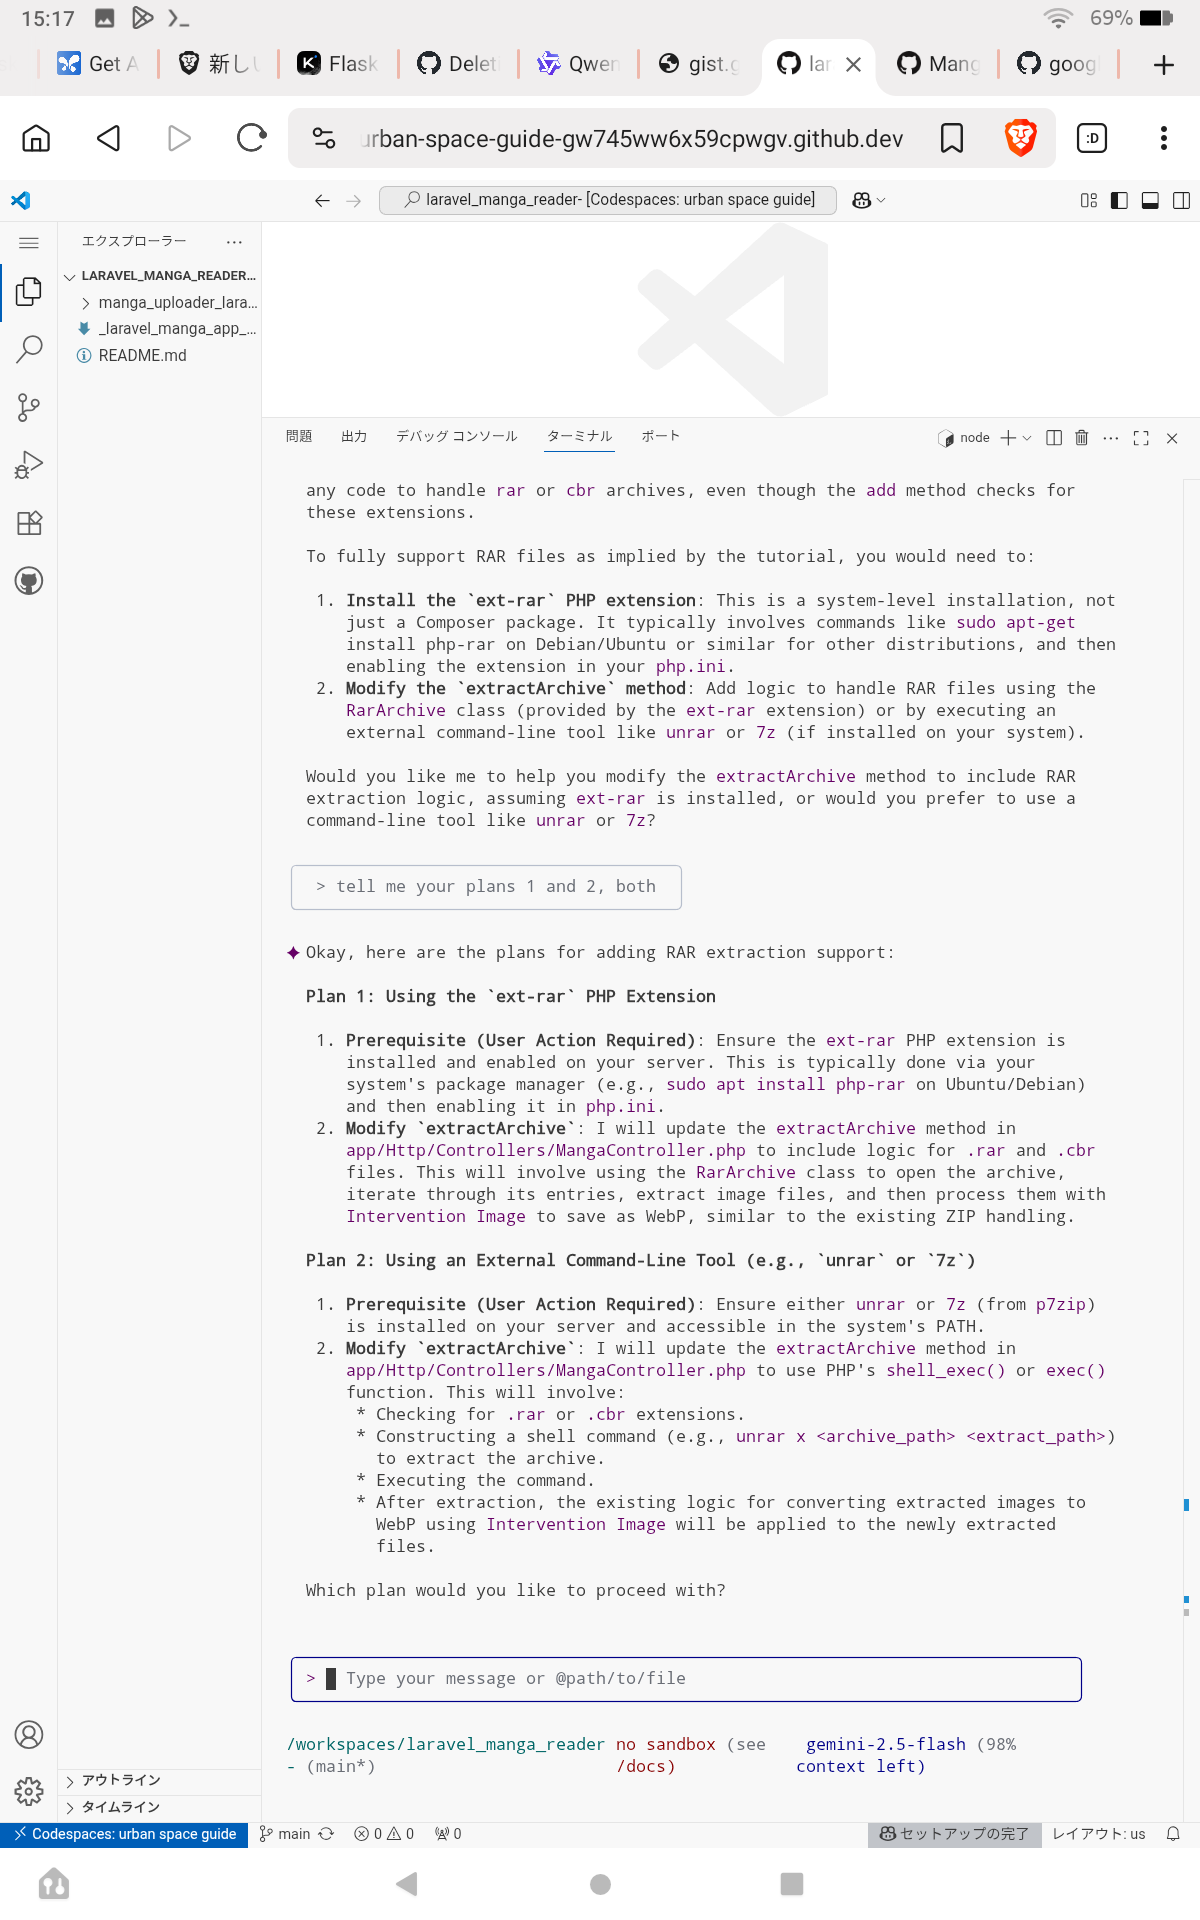 15:17
69%
Get A
新しい
Flask
Delet
Qwen
gist.g
lar
Mang
goog
urban-space-guide-gw745ww6x59cpwgv.github.dev
:D
laravel_manga_reader- [Codespaces: urban space guide]
エクスプローラー
LARAVEL_MANGA_READER...
manga_uploader_lara...
_laravel_manga_app_...
README.md
問題 出力 デバッグ コンソール ターミナル ポート
node
any code to handle rar or cbr archives, even though the add method checks for
these extensions.
To fully support RAR files as implied by the tutorial, you would need to:
1. Install the `ext-rar` PHP extension: This is a system-level installation, not
just a Composer package. It typically involves commands like sudo apt-get
install php-rar on Debian/Ubuntu or similar for other distributions, and then
enabling the extension in your php.ini.
2. Modify the `extractArchive` method: Add logic to handle RAR files using the
RarArchive class (provided by the ext-rar extension) or by executing an
external command-line tool like unrar or 7z (if installed on your system).
Would you like me to help you modify the extractArchive method to include RAR
extraction logic, assuming ext-rar is installed, or would you prefer to use a
command-line tool like unrar or 7z?
> tell me your plans 1 and 2, both
✦ Okay, here are the plans for adding RAR extraction support:
Plan 1: Using the `ext-rar` PHP Extension
1. Prerequisite (User Action Required): Ensure the ext-rar PHP extension is
installed and enabled on your server. This is typically done via your
system's package manager (e.g., sudo apt install php-rar on Ubuntu/Debian)
and then enabling it in php.ini.
2. Modify `extractArchive`: I will update the extractArchive method in
app/Http/Controllers/MangaController.php to include logic for .rar and .cbr
files. This will involve using the RarArchive class to open the archive,
iterate through its entries, extract image files, and then process them with
Intervention Image to save as WebP, similar to the existing ZIP handling.
Plan 2: Using an External Command-Line Tool (e.g., `unrar` or `7z`)
1. Prerequisite (User Action Required): Ensure either unrar or 7z (from p7zip)
is installed on your server and accessible in the system's PATH.
2. Modify `extractArchive`: I will update the extractArchive method in
app/Http/Controllers/MangaController.php to use PHP's shell_exec() or exec()
function. This will involve:
* Checking for .rar or .cbr extensions.
* Constructing a shell command (e.g., unrar x <archive_path> <extract_path>)
to extract the archive.
* Executing the command.
* After extraction, the existing logic for converting extracted images to
WebP using Intervention Image will be applied to the newly extracted
files.
Which plan would you like to proceed with?
> Type your message or @path/to/file
/workspaces/laravel_manga_reader no sandbox (see gemini-2.5-flash (98%
- (main*) /docs) context left)
アウトライン
タイムライン
Codespaces: urban space guide main 0 0 0 セットアップの完了 レイアウト: us